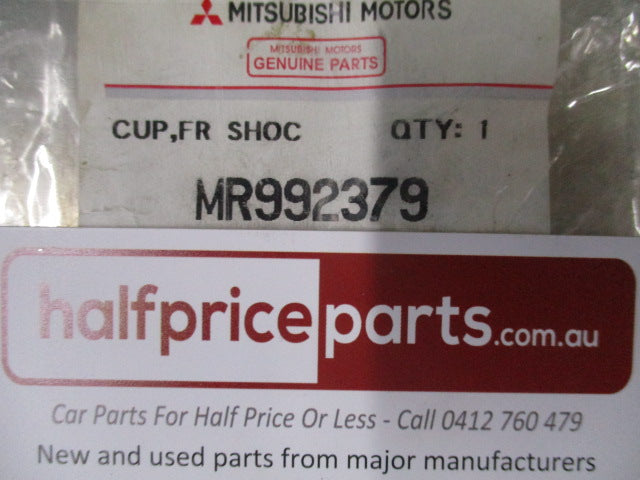 MITSUBISHI MOTORS
MITSUBISHI MOTORS
GENUINE PARTS
CUP,FR SHOC QTY: 1
MR992379
halfpriceparts.com.au
Car Parts For Half Price Or Less - Call 0412 760 479
New and used parts from major manufacturers